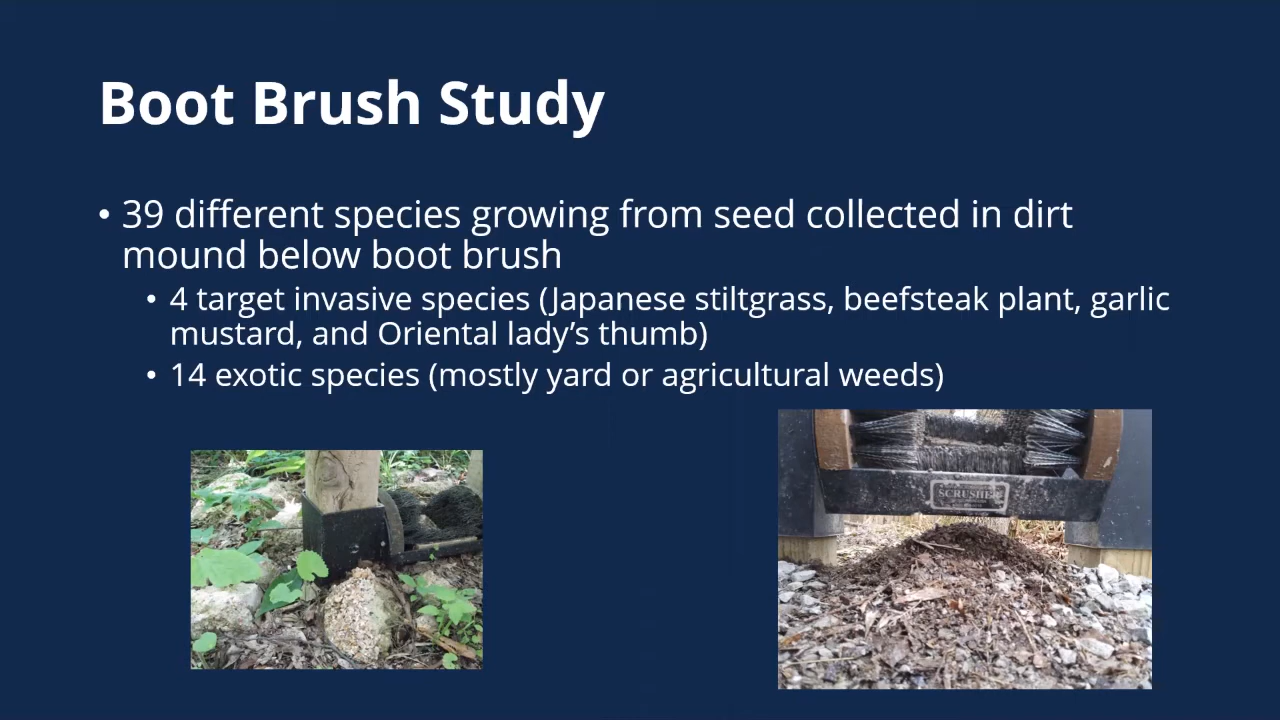 Boot Brush Study
• 39 different species growing from seed collected in dirt
mound below boot brush
• 4 target invasive species (Japanese stiltgrass, beefsteak plant, garlic
mustard, and Oriental lady’s thumb)
• 14 exotic species (mostly yard or agricultural weeds)
SCRUSHER